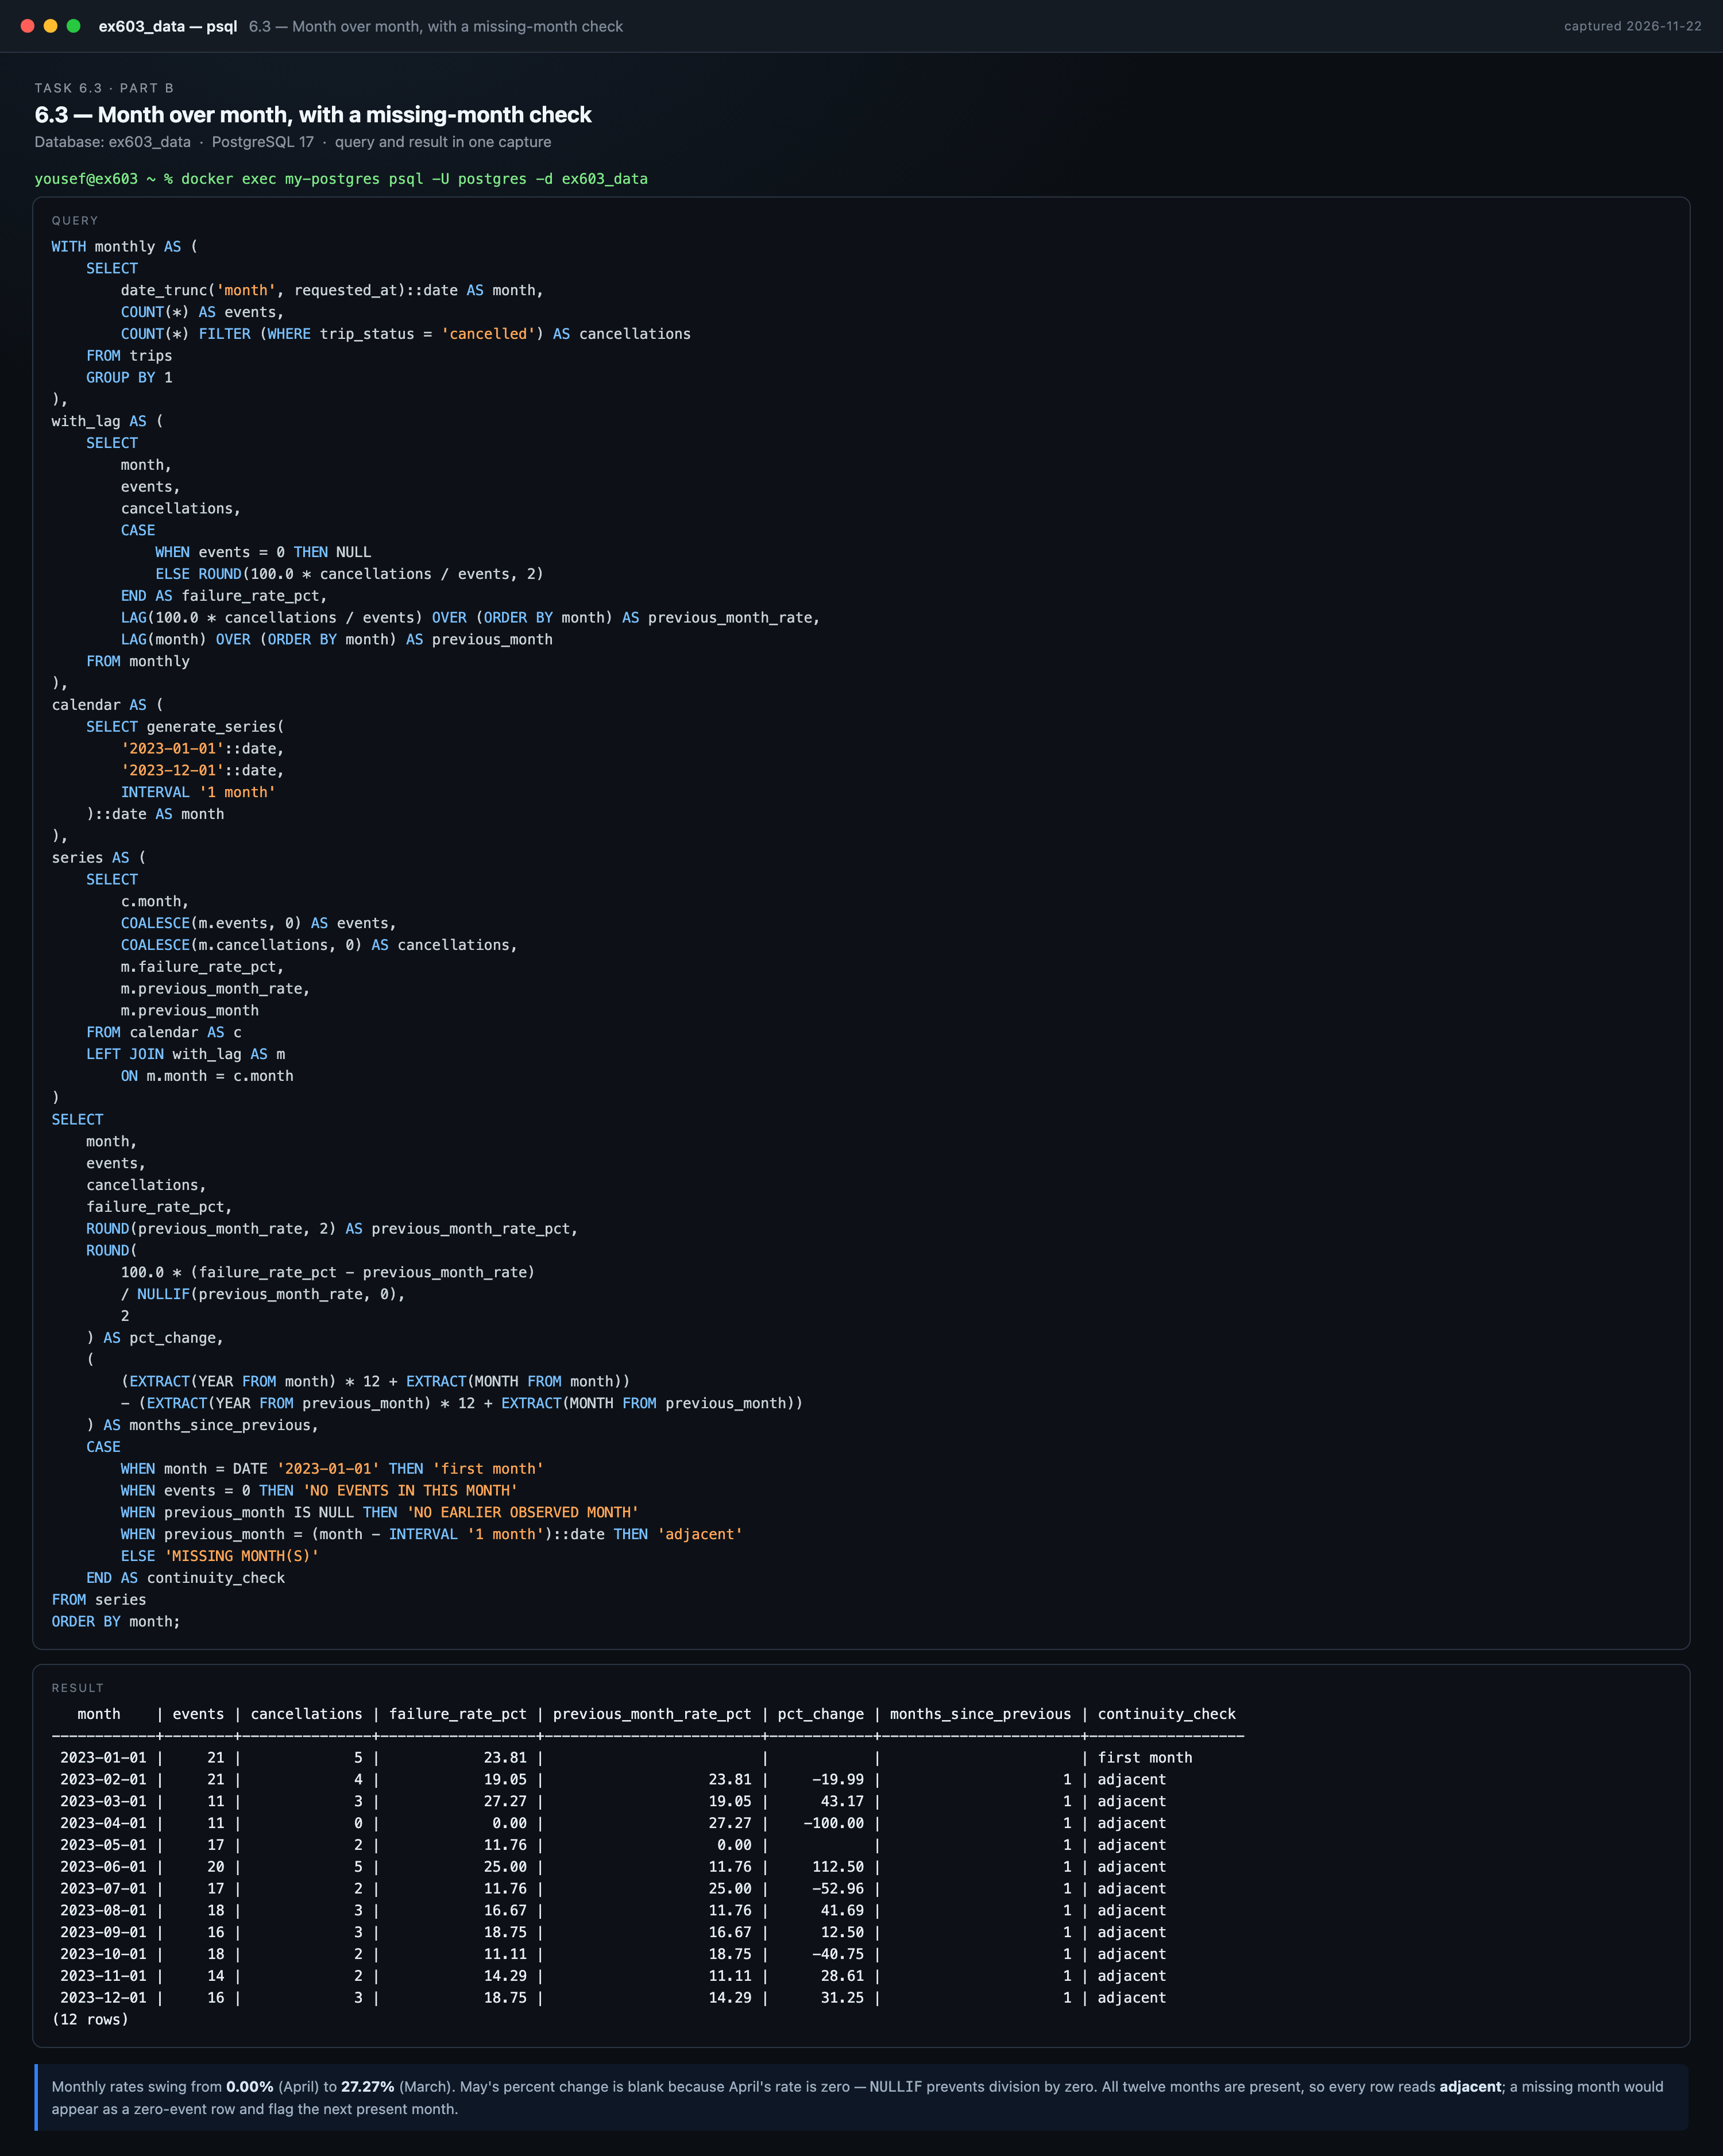 ex603_data — psql 6.3 — Month over month, with a missing-month check captured 2026-11-22
TASK 6.3 · PART B
6.3 — Month over month, with a missing-month check
Database: ex603_data · PostgreSQL 17 · query and result in one capture
yousef@ex603 ~ % docker exec my-postgres psql -U postgres -d ex603_data
QUERY
WITH monthly AS (
    SELECT
        date_trunc('month', requested_at)::date AS month,
        COUNT(*) AS events,
        COUNT(*) FILTER (WHERE trip_status = 'cancelled') AS cancellations
    FROM trips
    GROUP BY 1
),
with_lag AS (
    SELECT
        month,
        events,
        cancellations,
        CASE
            WHEN events = 0 THEN NULL
            ELSE ROUND(100.0 * cancellations / events, 2)
        END AS failure_rate_pct,
        LAG(100.0 * cancellations / events) OVER (ORDER BY month) AS previous_month_rate,
        LAG(month) OVER (ORDER BY month) AS previous_month
    FROM monthly
),
calendar AS (
    SELECT generate_series(
        '2023-01-01'::date,
        '2023-12-01'::date,
        INTERVAL '1 month'
    )::date AS month
),
series AS (
    SELECT
        c.month,
        COALESCE(m.events, 0) AS events,
        COALESCE(m.cancellations, 0) AS cancellations,
        m.failure_rate_pct,
        m.previous_month_rate,
        m.previous_month
    FROM calendar AS c
    LEFT JOIN with_lag AS m
        ON m.month = c.month
)
SELECT
    month,
    events,
    cancellations,
    failure_rate_pct,
    ROUND(previous_month_rate, 2) AS previous_month_rate_pct,
    ROUND(
        100.0 * (failure_rate_pct - previous_month_rate)
        / NULLIF(previous_month_rate, 0),
        2
    ) AS pct_change,
    (
        (EXTRACT(YEAR FROM month) * 12 + EXTRACT(MONTH FROM month))
        - (EXTRACT(YEAR FROM previous_month) * 12 + EXTRACT(MONTH FROM previous_month))
    ) AS months_since_previous,
    CASE
        WHEN month = DATE '2023-01-01' THEN 'first month'
        WHEN events = 0 THEN 'NO EVENTS IN THIS MONTH'
        WHEN previous_month IS NULL THEN 'NO EARLIER OBSERVED MONTH'
        WHEN previous_month = (month - INTERVAL '1 month')::date THEN 'adjacent'
        ELSE 'MISSING MONTH(S)'
    END AS continuity_check
FROM series
ORDER BY month;
RESULT
   month    | events | cancellations | failure_rate_pct | previous_month_rate_pct | pct_change | months_since_previous | continuity_check
------------+--------+---------------+------------------+-------------------------+------------+-----------------------+------------------
 2023-01-01 |     21 |             5 |            23.81 |                         |            |                       | first month
 2023-02-01 |     21 |             4 |            19.05 |                   23.81 |     -19.99 |                     1 | adjacent
 2023-03-01 |     11 |             3 |            27.27 |                   19.05 |      43.17 |                     1 | adjacent
 2023-04-01 |     11 |             0 |             0.00 |                   27.27 |    -100.00 |                     1 | adjacent
 2023-05-01 |     17 |             2 |            11.76 |                    0.00 |            |                     1 | adjacent
 2023-06-01 |     20 |             5 |            25.00 |                   11.76 |     112.50 |                     1 | adjacent
 2023-07-01 |     17 |             2 |            11.76 |                   25.00 |     -52.96 |                     1 | adjacent
 2023-08-01 |     18 |             3 |            16.67 |                   11.76 |      41.69 |                     1 | adjacent
 2023-09-01 |     16 |             3 |            18.75 |                   16.67 |      12.50 |                     1 | adjacent
 2023-10-01 |     18 |             2 |            11.11 |                   18.75 |     -40.75 |                     1 | adjacent
 2023-11-01 |     14 |             2 |            14.29 |                   11.11 |      28.61 |                     1 | adjacent
 2023-12-01 |     16 |             3 |            18.75 |                   14.29 |      31.25 |                     1 | adjacent
(12 rows)
Monthly rates swing from 0.00% (April) to 27.27% (March). May's percent change is blank because April's rate is zero — NULLIF prevents division by zero. All twelve months are present, so every row reads adjacent; a missing month would
appear as a zero-event row and flag the next present month.